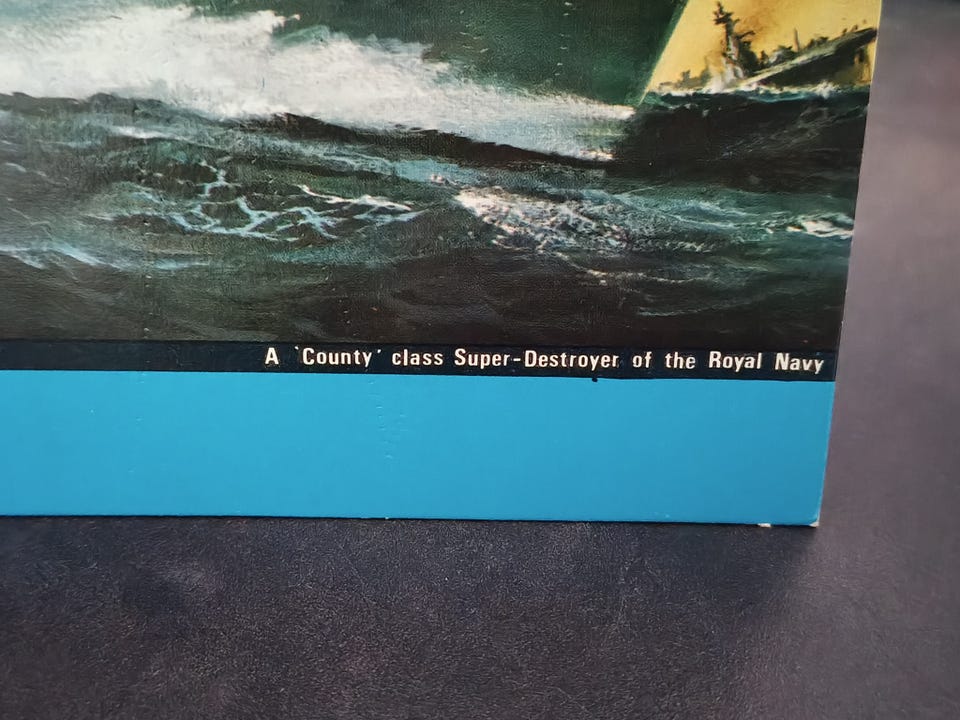 A 'County' class Super-Destroyer of the Royal Navy